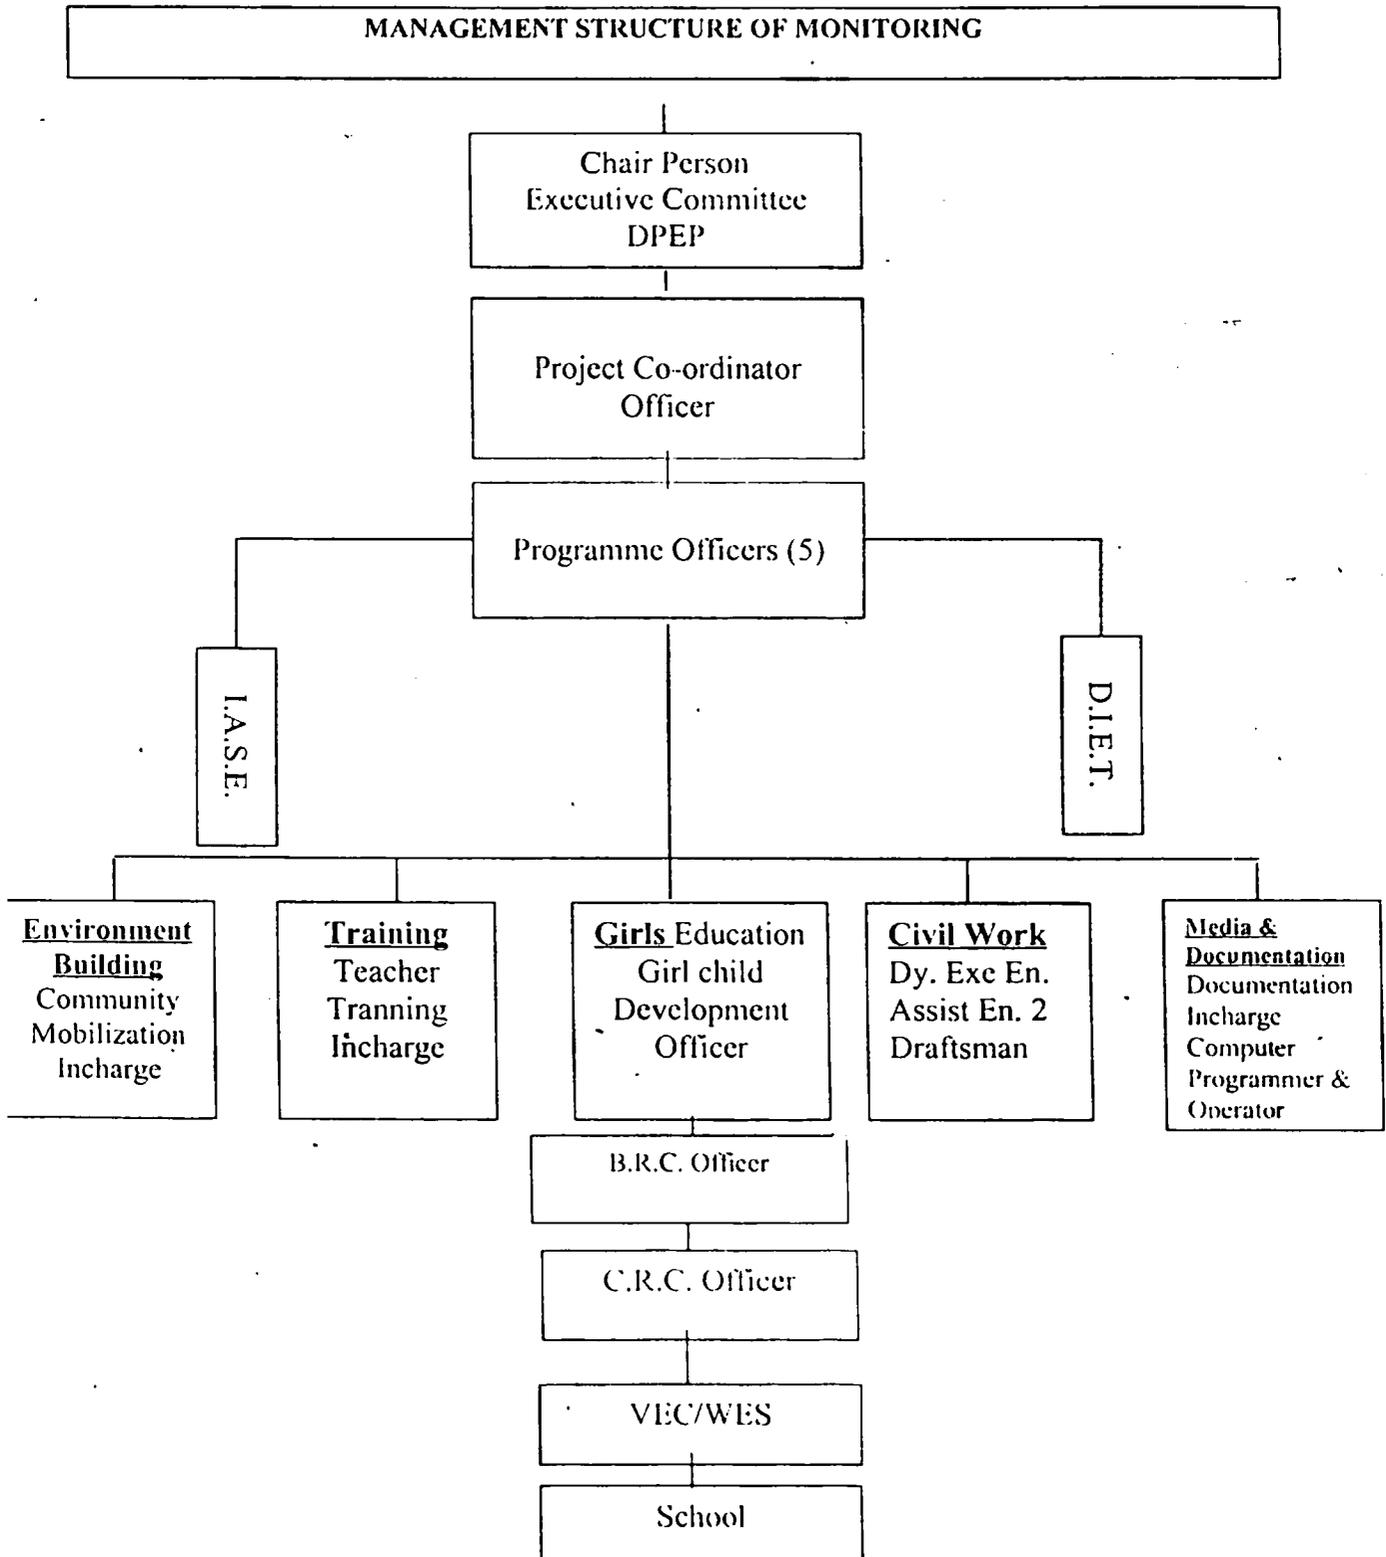 MANAGEMENT STRUCTURE OF MONITORING
Chair Person
Executive Committee
DPEP
Project Co-ordinator
Officer
Programme Officers (5)
I.A.S.E.
D.I.E.T.
Environment
Building
Community
Mobilization
Incharge
Training
Teacher
Tranning
Incharge
Girls Education
Girl child
Development
Officer
Civil Work
Dy. Exe En.
Assist En. 2
Draftsman
Media &
Documentation
Documentation
Incharge
Computer
Programmer &
Operator
B.R.C. Officer
C.R.C. Officer
VEC/WES
School